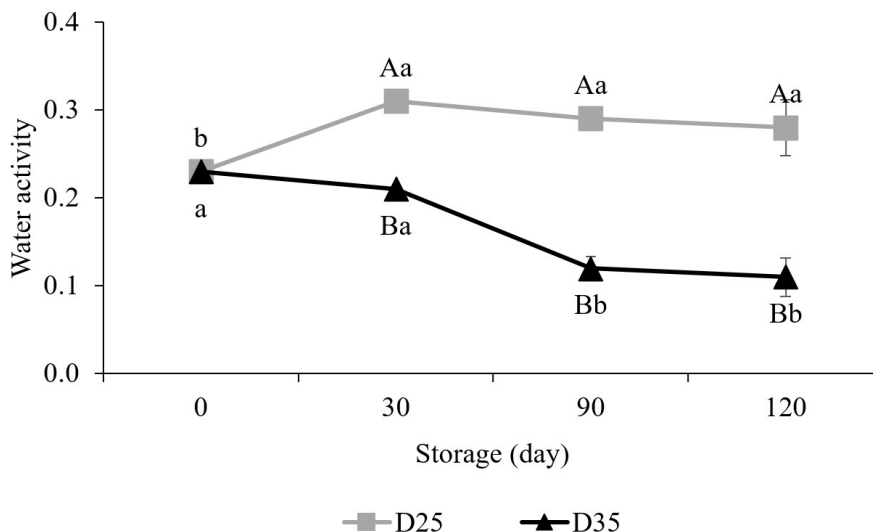 0.4
0.3
0.2
0.1
0.0
Water activity
b
a
Aa
Ba
Aa
Bb
Aa
Bb
0 30 90 120
Storage (day)
D25 D35